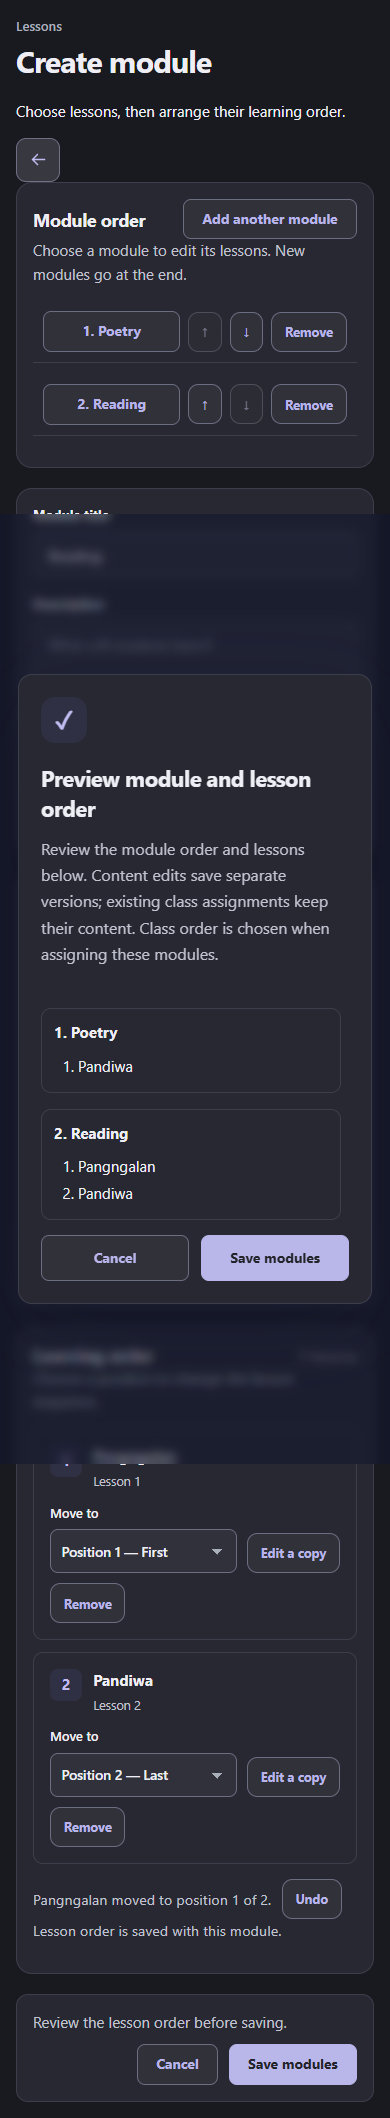 Lessons
Create module
Choose lessons, then arrange their learning order.
←
Module order
Add another module
Choose a module to edit its lessons. New
modules go at the end.
1. Poetry
↑
↓
Remove
2. Reading
↑
↓
Remove
Module title
Reading
Description
Preview module and lesson
order
Review the module order and lessons
below. Content edits save separate
versions; existing class assignments keep
their content. Class order is chosen when
assigning these modules.
1. Poetry
1. Pandiwa
2. Reading
1. Pangngalan
2. Pandiwa
Cancel
Save modules
Learning order
Lesson 1
Move to
Position 1 — First
Edit a copy
Remove
2
Pandiwa
Lesson 2
Move to
Position 2 — Last
Edit a copy
Remove
Pangngalan moved to position 1 of 2.
Undo
Lesson order is saved with this module.
Review the lesson order before saving.
Cancel
Save modules